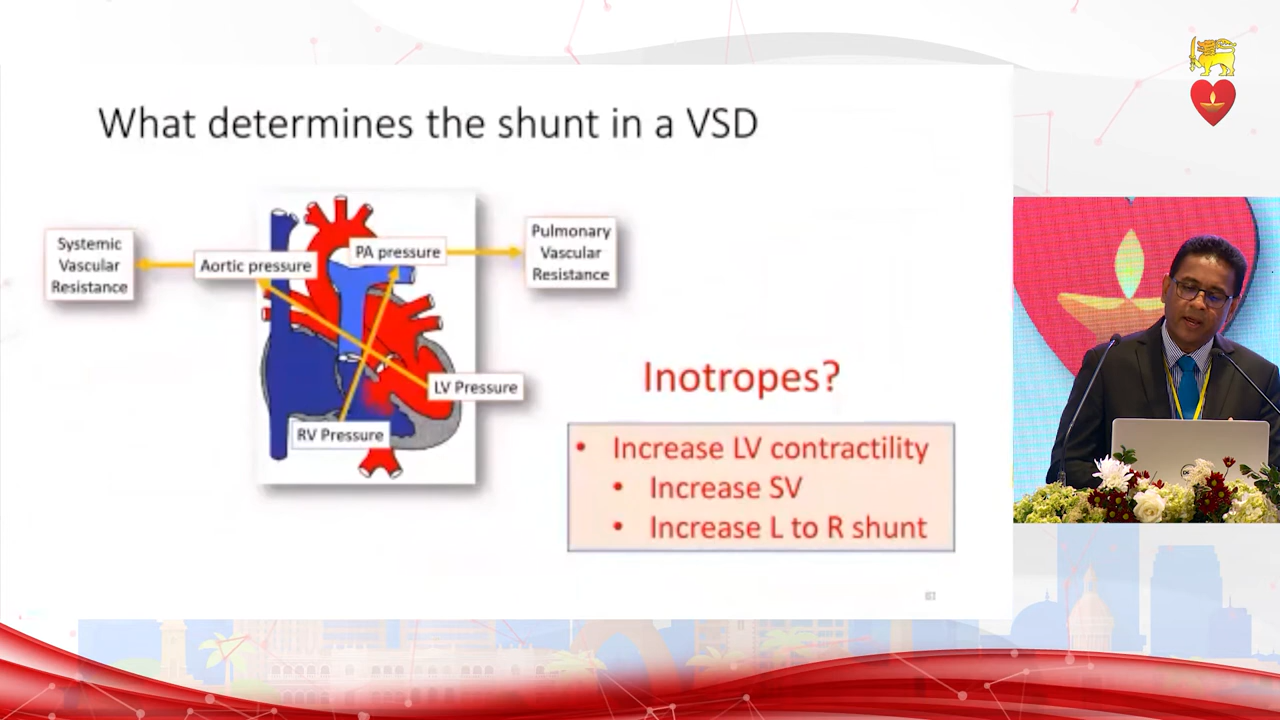 What determines the shunt in a VSD
Systemic
Vascular
Resistance
Aortic pressure
PA pressure
Pulmonary
Vascular
Resistance
LV Pressure
RV Pressure
Inotropes?
• Increase LV contractility
• Increase SV
• Increase L to R shunt
61